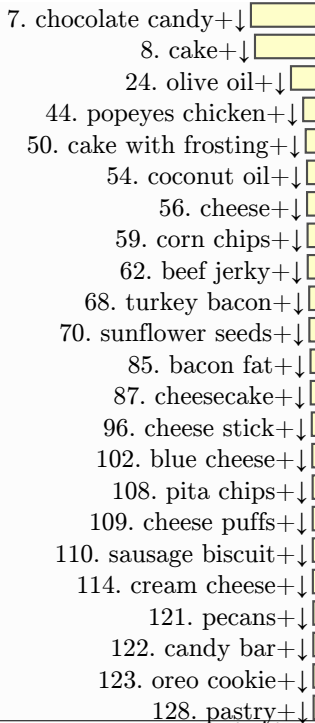 7. chocolate candy+↓
8. cake+↓
24. olive oil+↓
44. popeyes chicken+↓
50. cake with frosting+↓
54. coconut oil+↓
56. cheese+↓
59. corn chips+↓
62. beef jerky+↓
68. turkey bacon+↓
70. sunflower seeds+↓
85. bacon fat+↓
87. cheesecake+↓
96. cheese stick+↓
102. blue cheese+↓
108. pita chips+↓
109. cheese puffs+↓
110. sausage biscuit+↓
114. cream cheese+↓
121. pecans+↓
122. candy bar+↓
123. oreo cookie+↓
128. pastry+↓